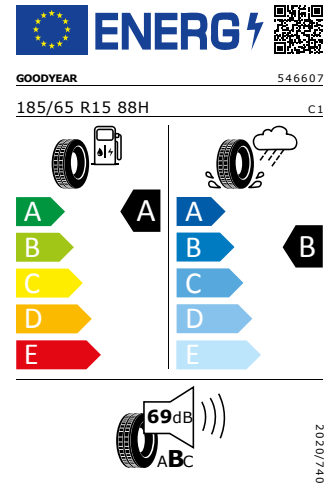 ENERG
GOODYEAR 546607
185/65 R15 88H C1
A A A
B B B
C C
D D
E E
69dB
ABC
2020/740